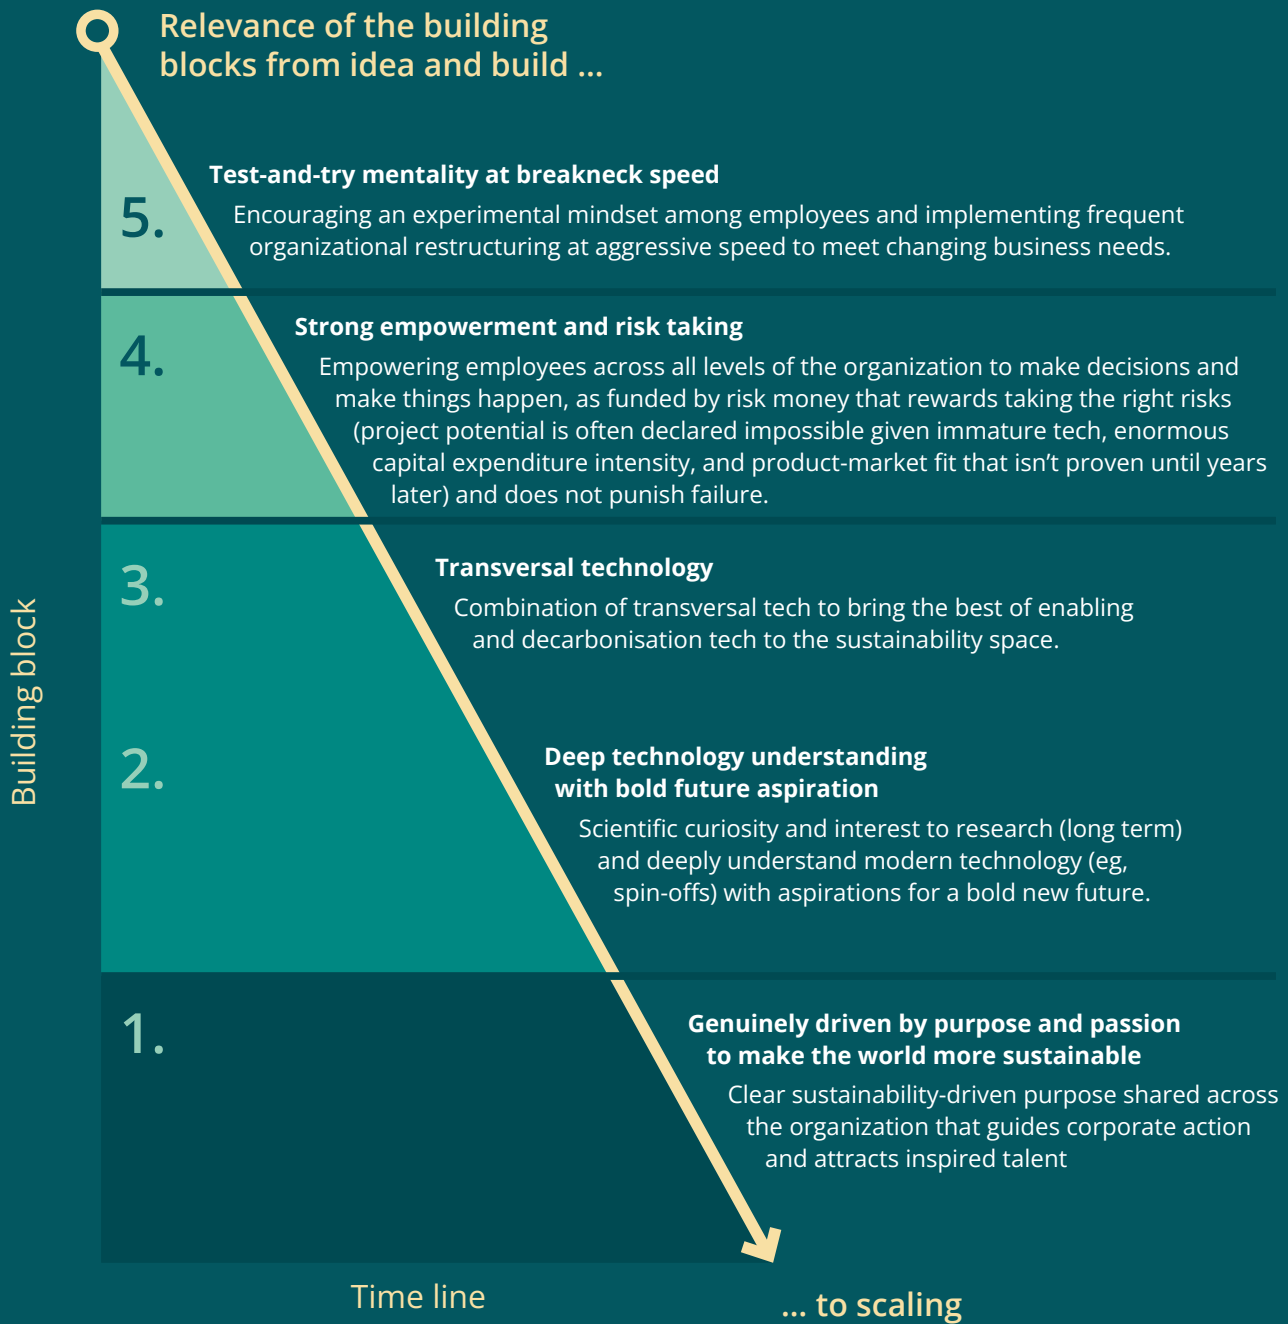 Relevance of the building
blocks from idea and build ...
5.
Test-and-try mentality at breakneck speed
Encouraging an experimental mindset among employees and implementing frequent
organizational restructuring at aggressive speed to meet changing business needs.
4.
Strong empowerment and risk taking
Empowering employees across all levels of the organization to make decisions and
make things happen, as funded by risk money that rewards taking the right risks
(project potential is often declared impossible given immature tech, enormous
capital expenditure intensity, and product-market fit that isn’t proven until years
later) and does not punish failure.
3.
Transversal technology
Combination of transversal tech to bring the best of enabling
and decarbonisation tech to the sustainability space.
Building block
2.
Deep technology understanding
with bold future aspiration
Scientific curiosity and interest to research (long term)
and deeply understand modern technology (eg,
spin-offs) with aspirations for a bold new future.
1.
Genuinely driven by purpose and passion
to make the world more sustainable
Clear sustainability-driven purpose shared across
the organization that guides corporate action
and attracts inspired talent
Time line
... to scaling